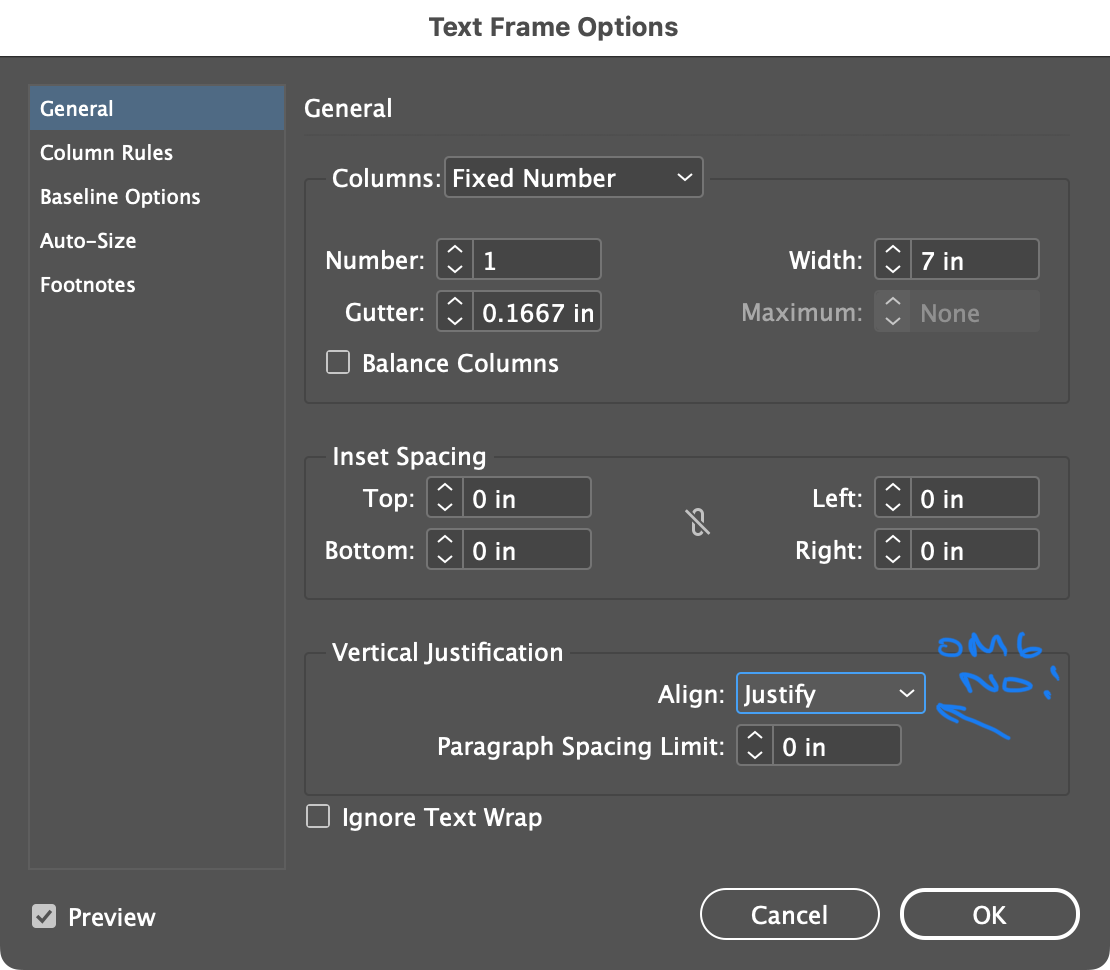 Text Frame Options
General
Column Rules
Baseline Options
Auto-Size
Footnotes
General
Columns: Fixed Number
Number: 1
Width: 7 in
Gutter: 0.1667 in
Maximum: None
Balance Columns
Inset Spacing
Top: 0 in
Left: 0 in
Bottom: 0 in
Right: 0 in
Vertical Justification
OMG
NO!
Align: Justify
Paragraph Spacing Limit: 0 in
Ignore Text Wrap
Preview
Cancel
OK